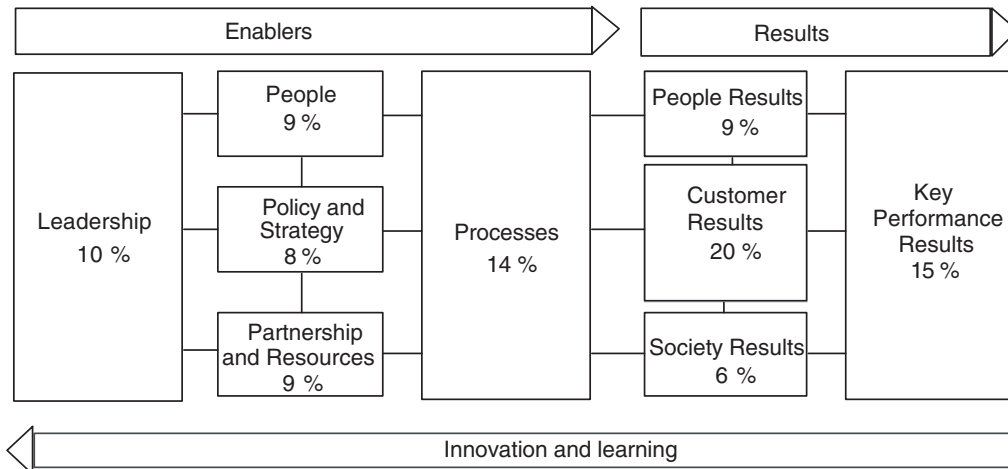 Enablers
Results
Leadership
10 %
People
9 %
Policy and
Strategy
8 %
Partnership
and Resources
9 %
Processes
14 %
People Results
9 %
Customer
Results
20 %
Society Results
6 %
Key
Performance
Results
15 %
Innovation and learning